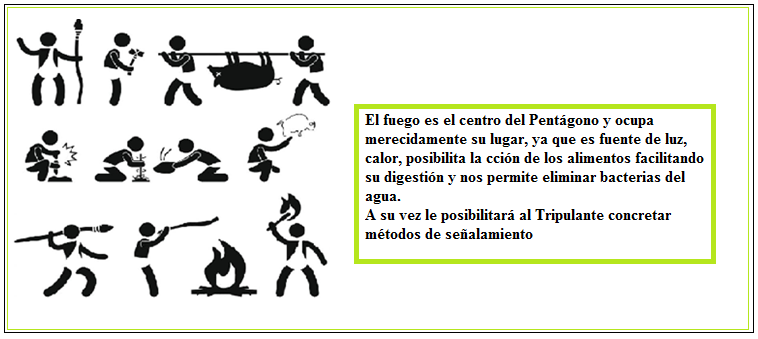 El fuego es el centro del Pentágono y ocupa
merecidamente su lugar, ya que es fuente de luz,
calor, posibilita la cción de los alimentos facilitando
su digestión y nos permite eliminar bacterias del
agua.
A su vez le posibilitará al Tripulante concretar
métodos de señalamiento